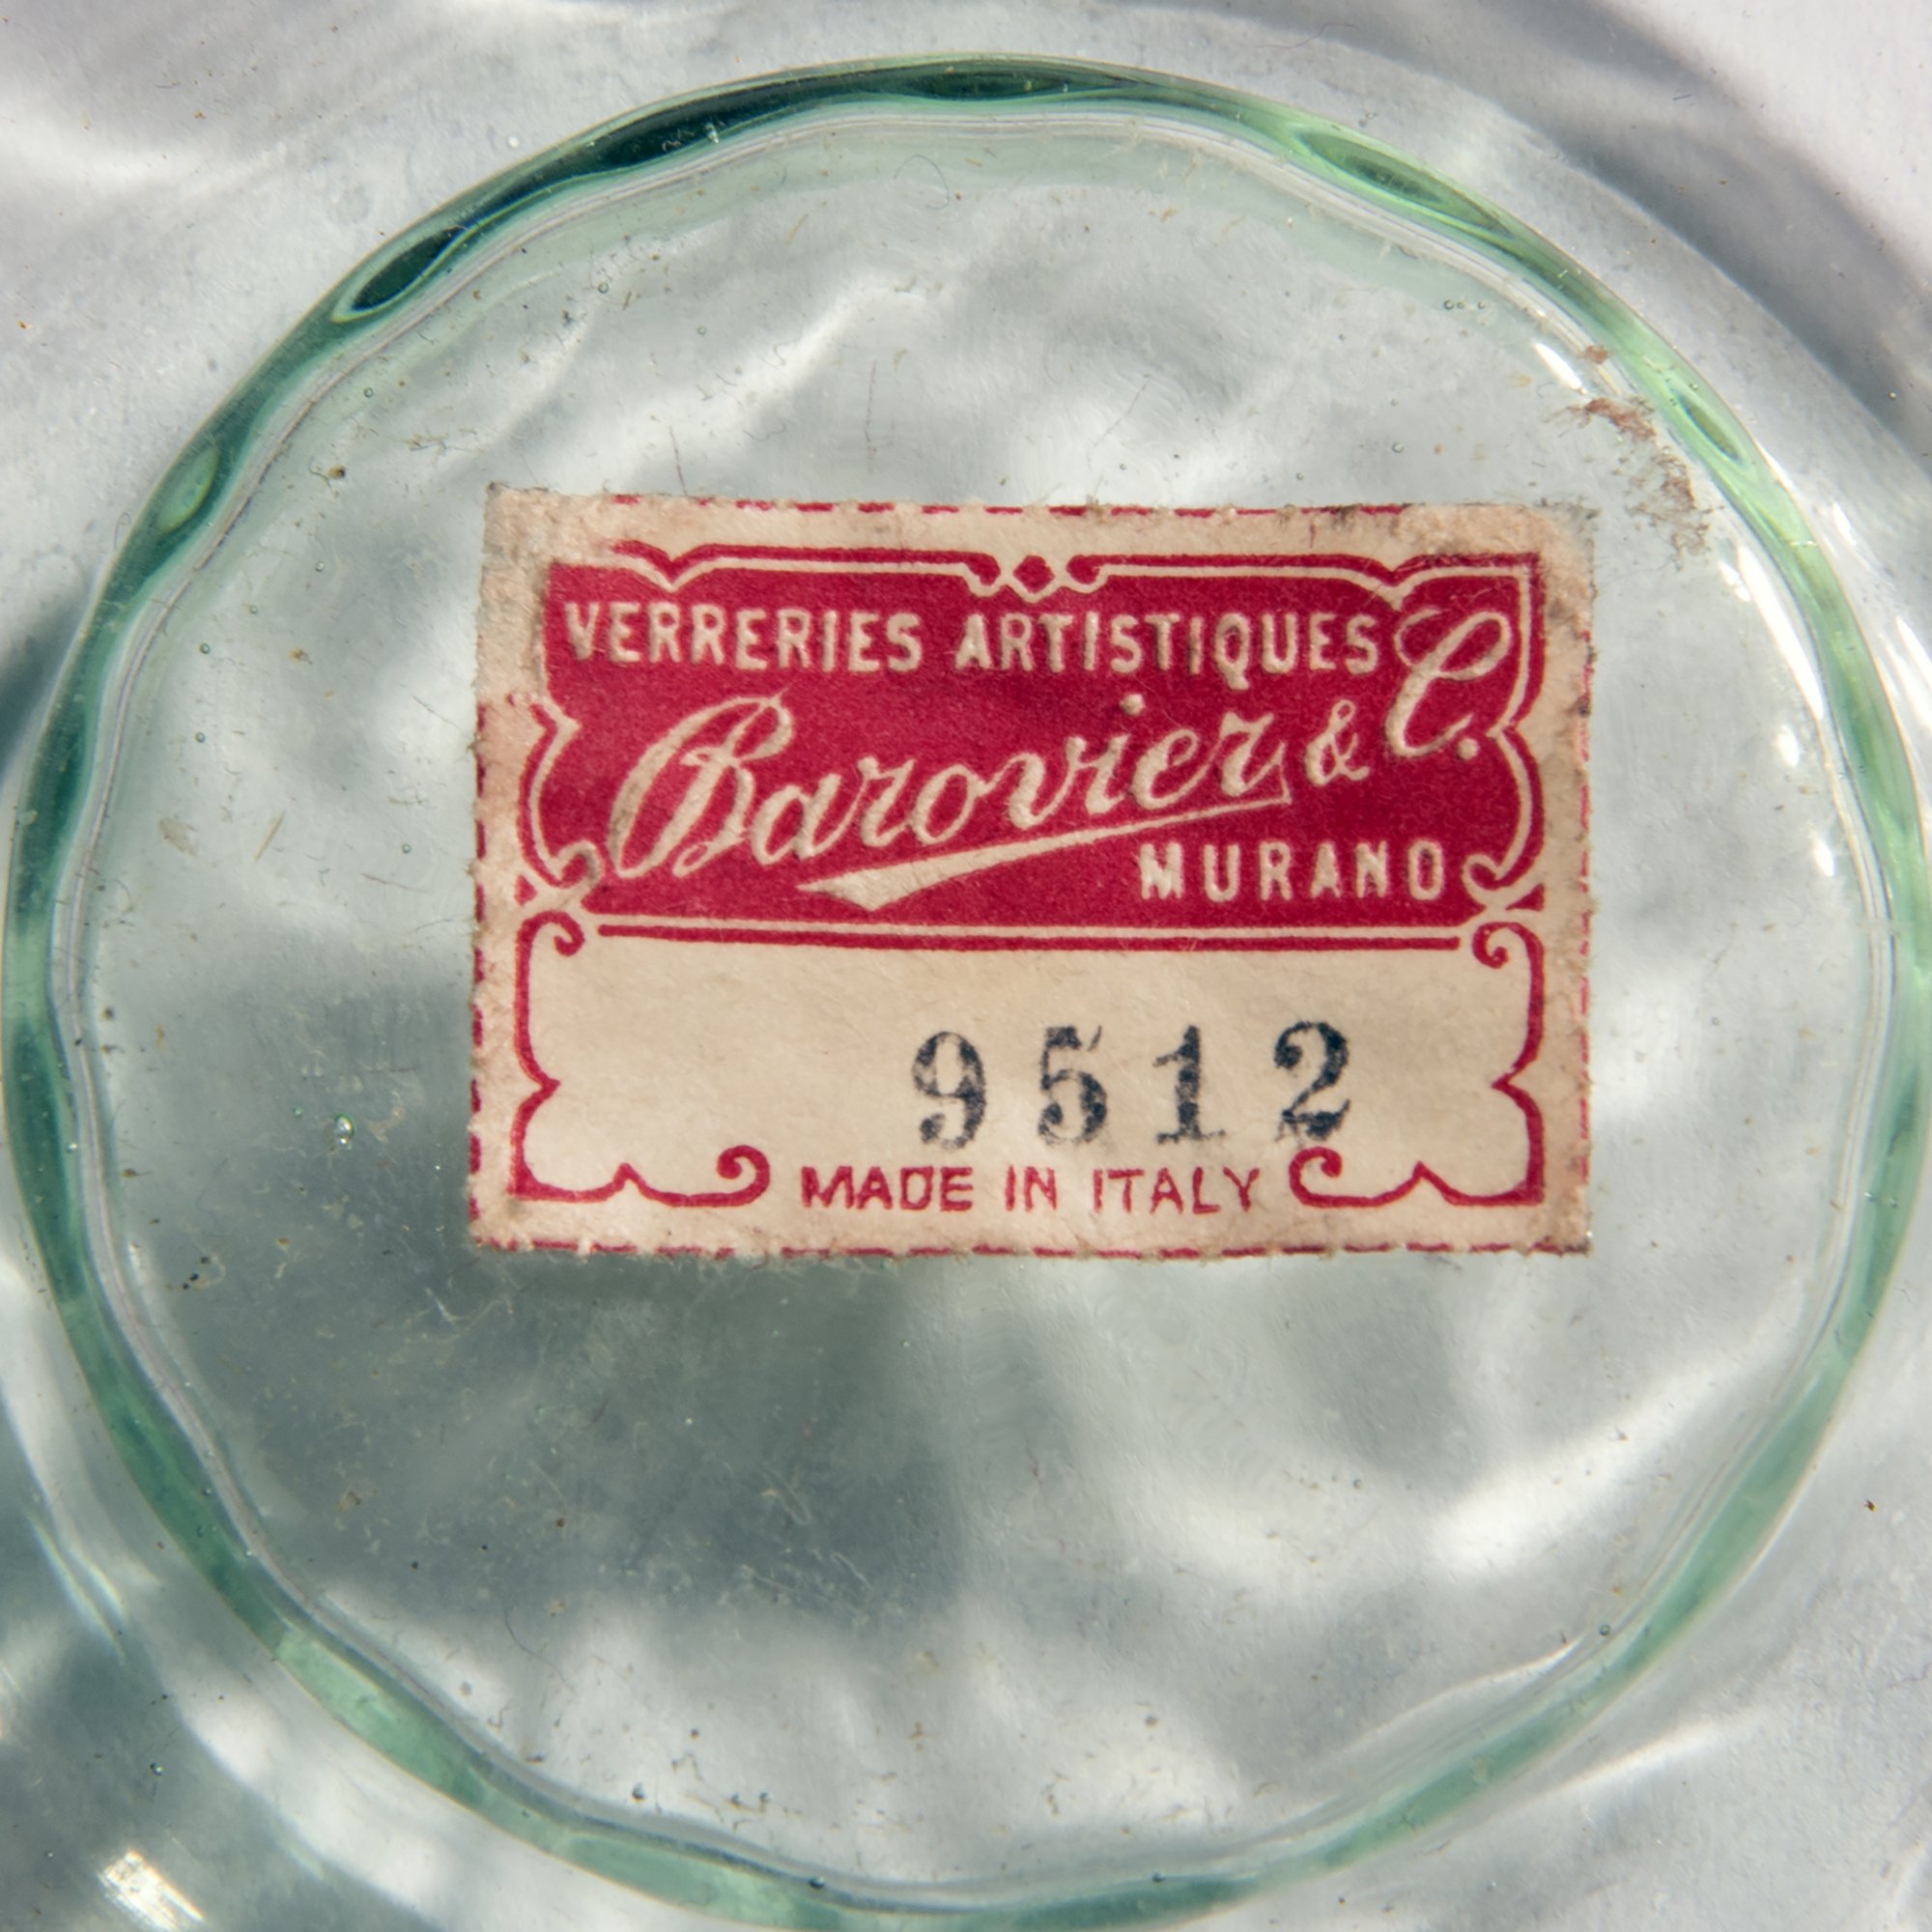 VERRERIES ARTISTIQUES
Barovier & C.
MURANO
9512
MADE IN ITALY